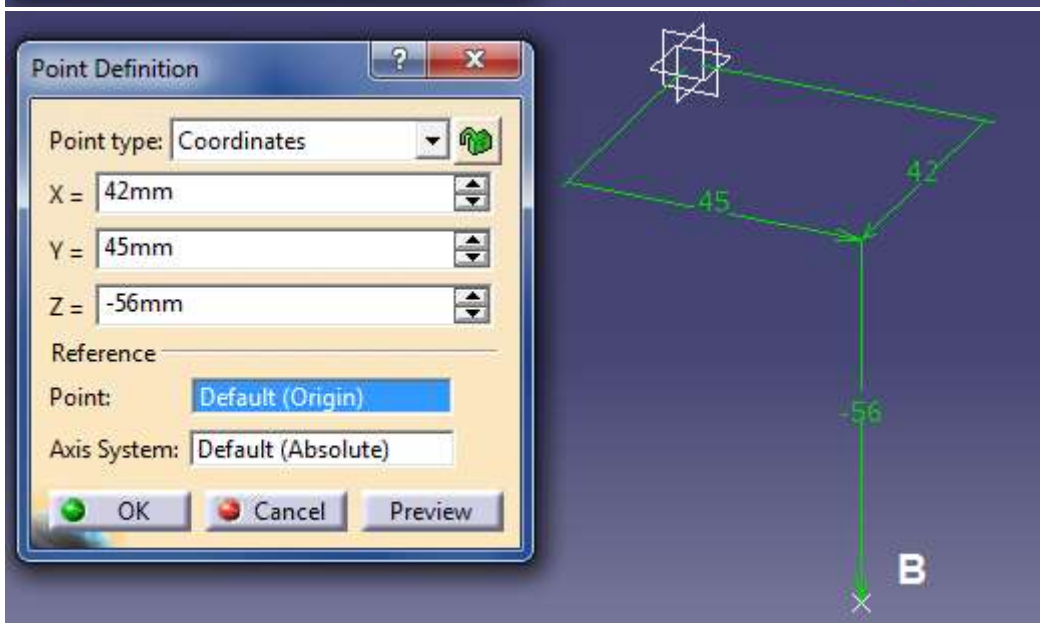 Point Definition
?
X
Point type: Coordinates
X = 42mm
Y = 45mm
Z = -56mm
Reference
Point: Default (Origin)
Axis System: Default (Absolute)
OK Cancel Preview
42
45
-56
B